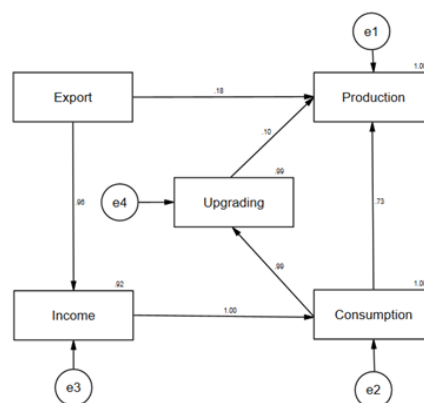 e1
1.00
Export
.18
Production
.10
.99
e4
Upgrading
.96
.73
.99
.92
1.00
Income
1.00
Consumption
e3
e2